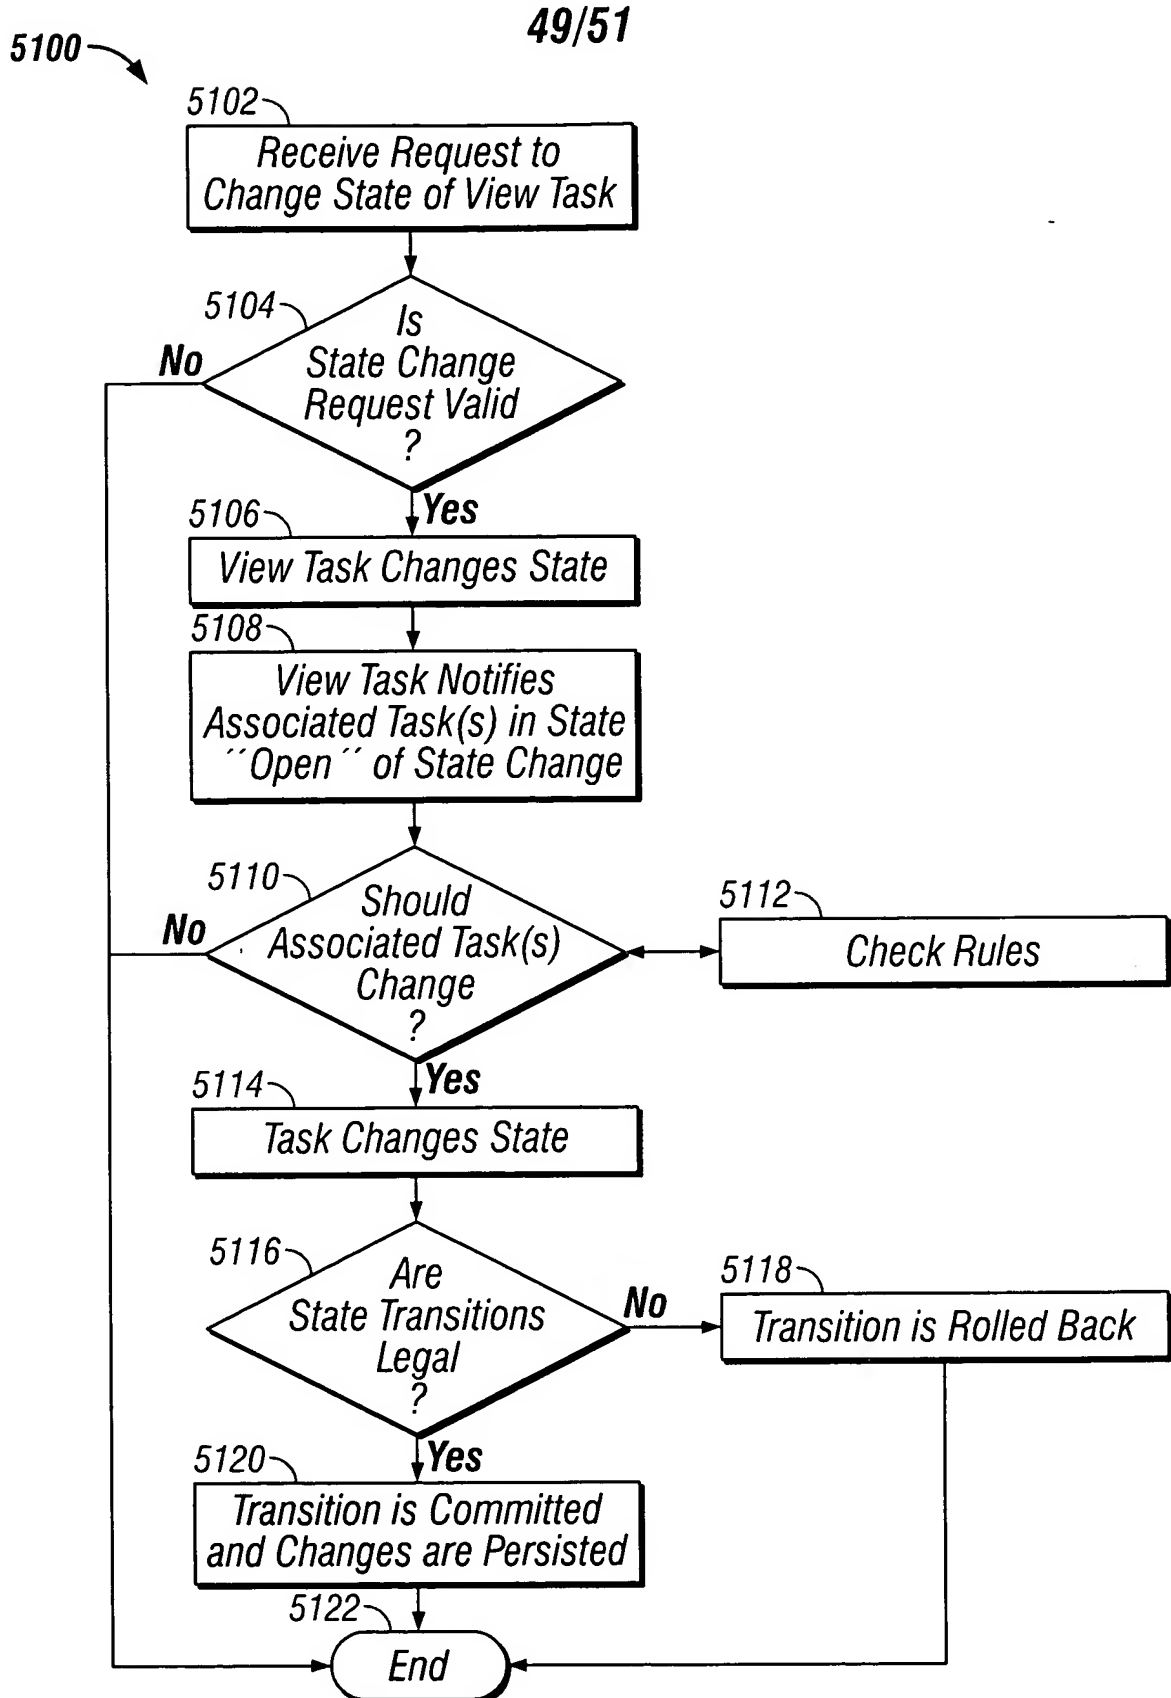 49/51
5100
5102
Receive Request to
Change State of View Task
5104
Is
State Change
Request Valid
?
No
Yes
5106
View Task Changes State
5108
View Task Notifies
Associated Task(s) in State
´´Open´´ of State Change
5110
Should
Associated Task(s)
Change
?
No
5112
Check Rules
Yes
5114
Task Changes State
5116
Are
State Transitions
Legal
?
No
5118
Transition is Rolled Back
Yes
5120
Transition is Committed
and Changes are Persisted
5122
End